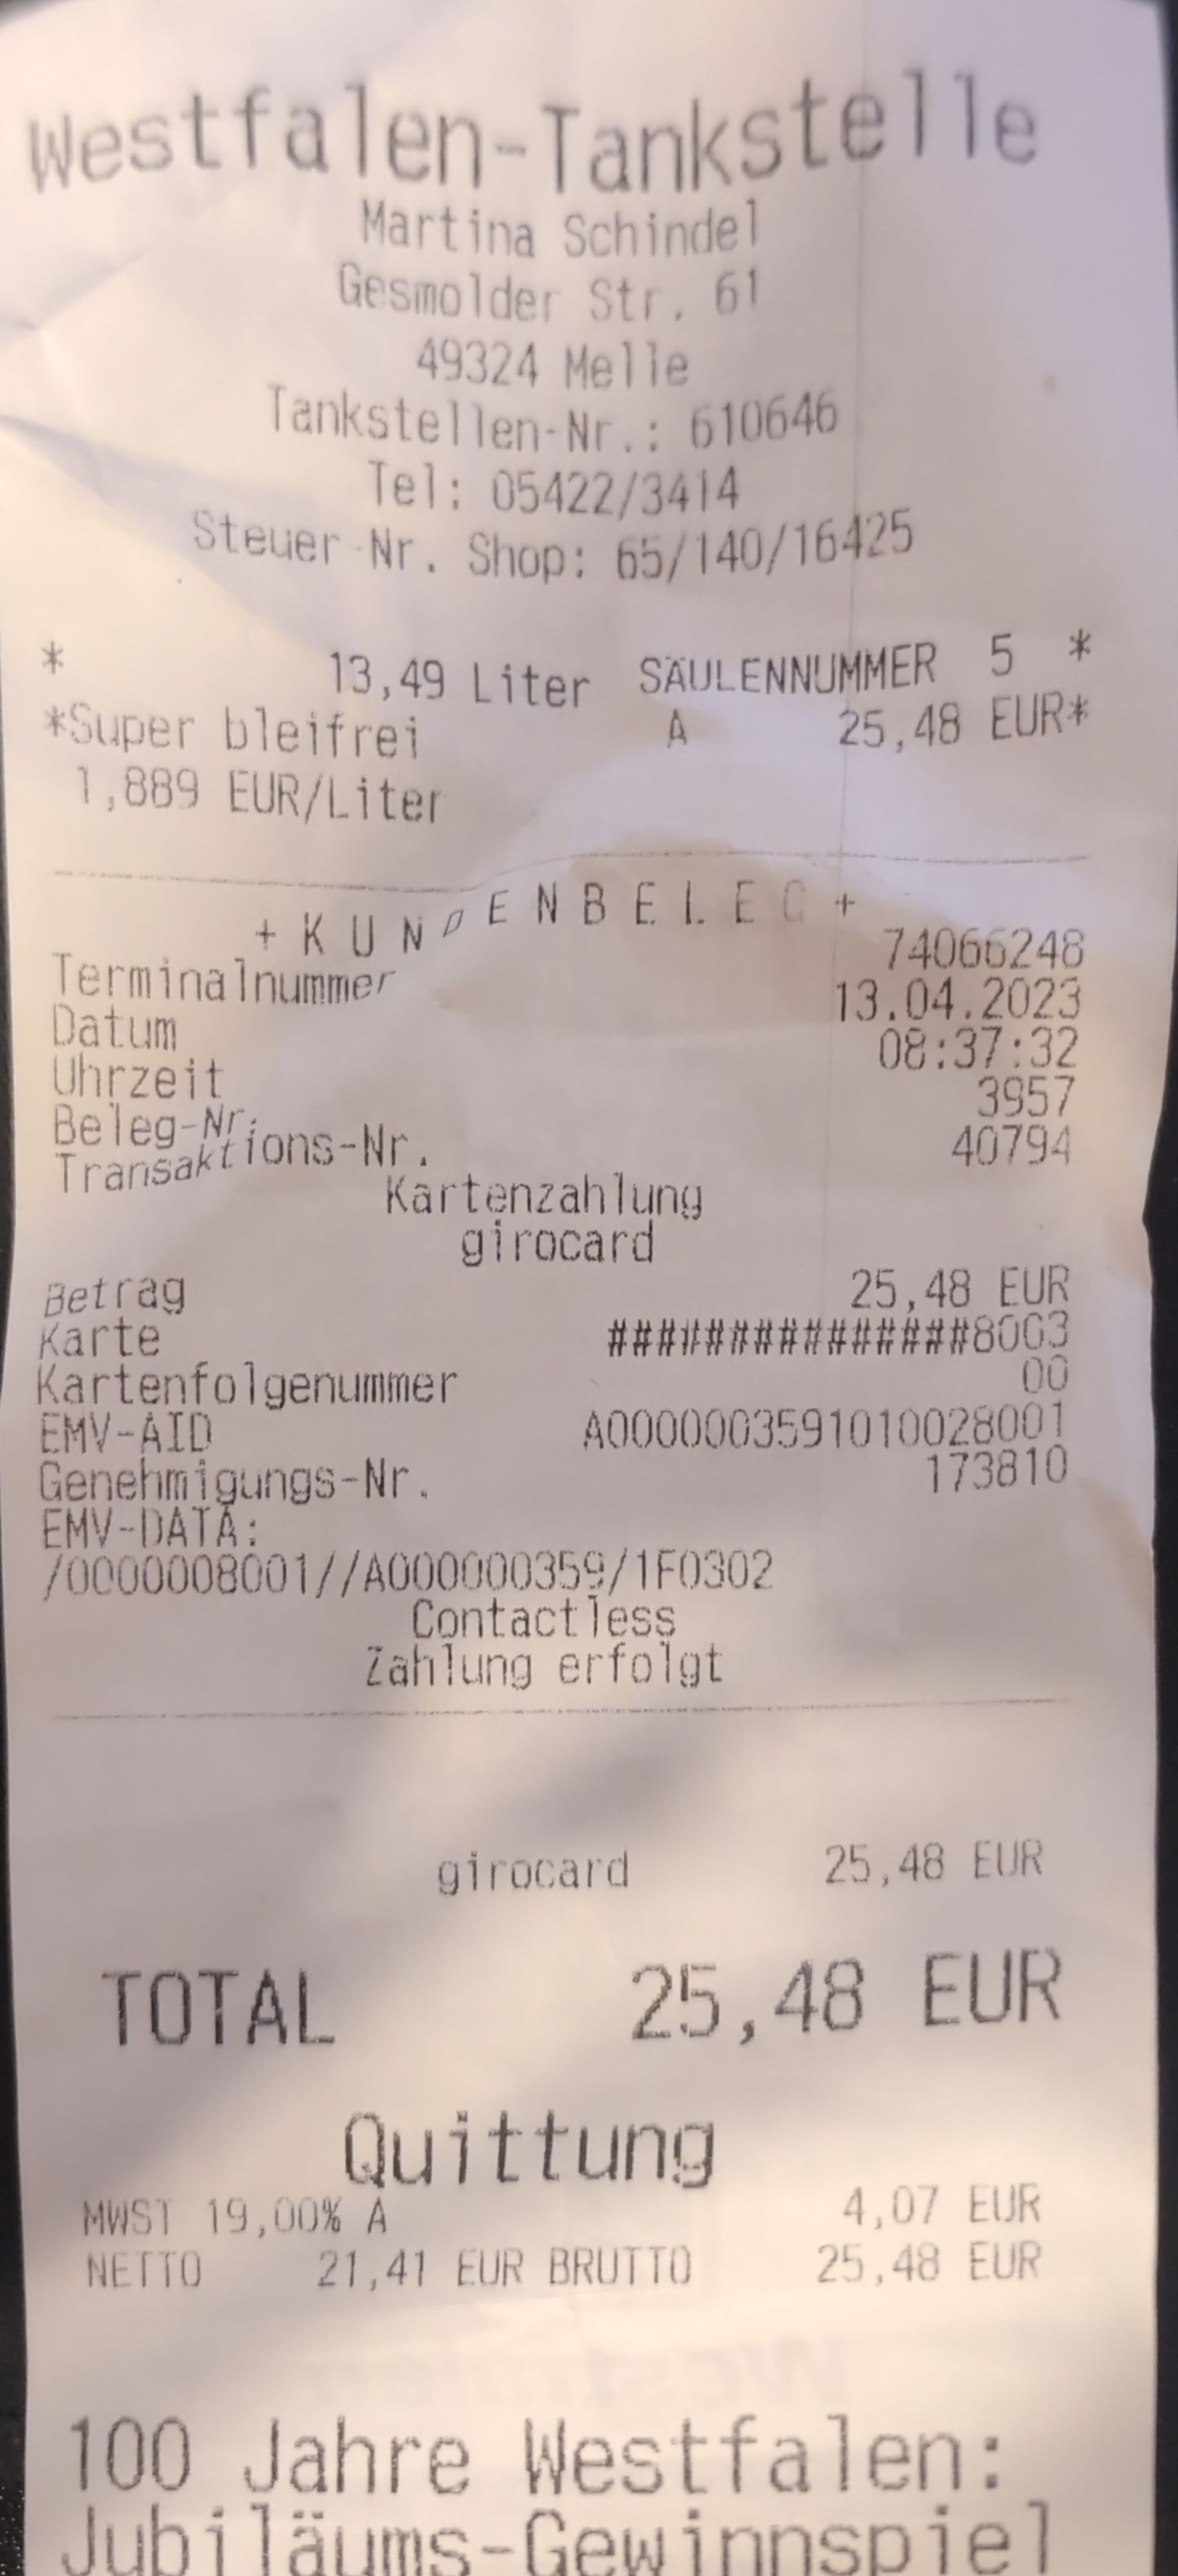 Westfalen-Tankstelle
Martina Schindel
Gesmolder Str. 61
49324 Melle
Tankstellen-Nr.: 610646
Tel: 05422/3414
Steuer-Nr. Shop: 65/140/16425
* 13,49 Liter SÄULENNUMMER 5 *
*Super bleifrei A 25,48 EUR*
1,889 EUR/Liter
+ K U N D E N B E L E G +
Terminalnummer 74066248
Datum 13.04.2023
Uhrzeit 08:37:32
Beleg-Nr. 3957
Transaktions-Nr. 40794
Kartenzahlung
girocard
Betrag 25,48 EUR
Karte ###############8003
Kartenfolgenummer 00
EMV-AID A0000003591010028001
Genehmigungs-Nr. 173810
EMV-DATA:
/0000008001//A000000359/1F0302
Contactless
Zahlung erfolgt
girocard 25,48 EUR
TOTAL 25,48 EUR
Quittung
MWST 19,00% A 4,07 EUR
NETTO 21,41 EUR BRUTTO 25,48 EUR
100 Jahre Westfalen:
Jubiläums-Gewinnspiel